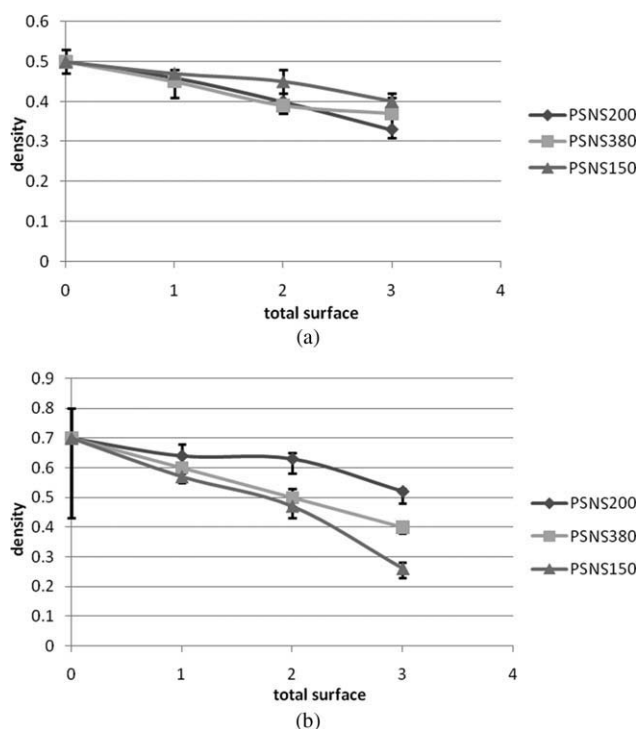 0.6
0.5
0.4
0.3
0.2
0.1
0
density
0 1 2 3 4
total surface
PSNS200
PSNS380
PSNS150
(a)
0.9
0.8
0.7
0.6
0.5
0.4
0.3
0.2
0.1
0
density
0 1 2 3 4
total surface
PSNS200
PSNS380
PSNS150
(b)